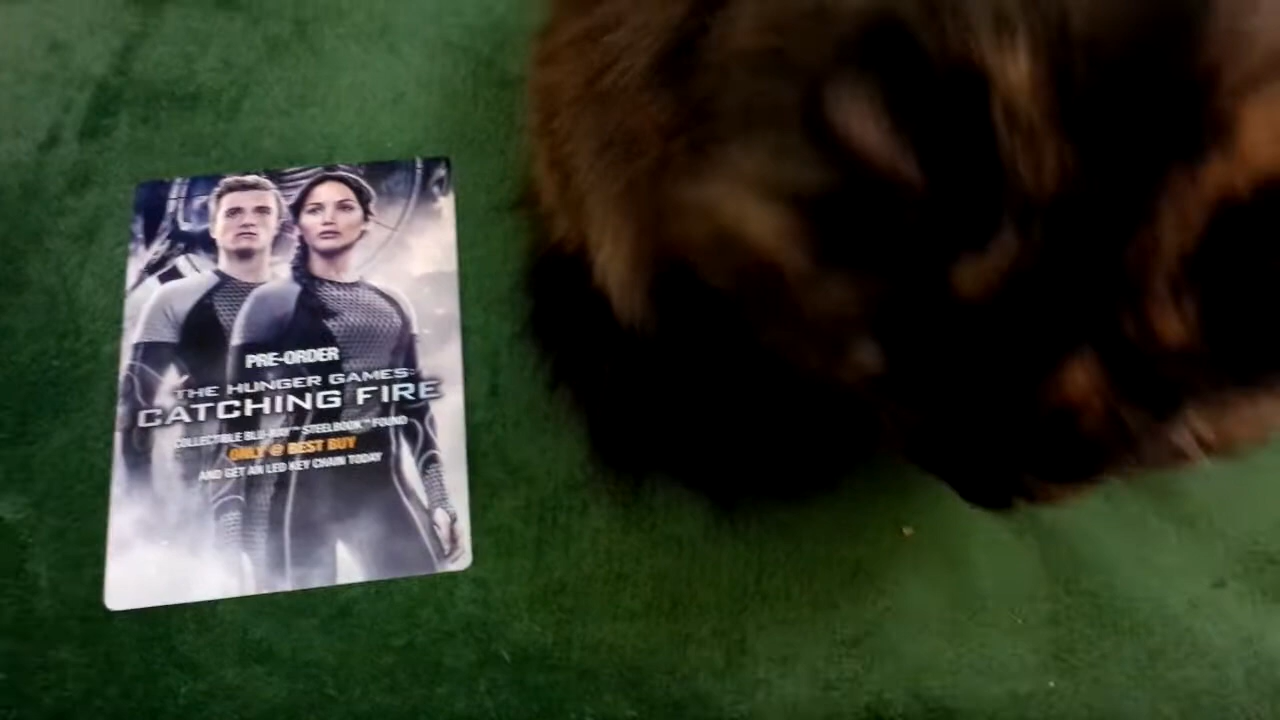 PRE-ORDER
THE HUNGER GAMES:
CATCHING FIRE
COLLECTIBLE BLU-RAY™ STEELBOOK™ FOUND
ONLY @ BEST BUY
AND GET AN LED KEY CHAIN TODAY